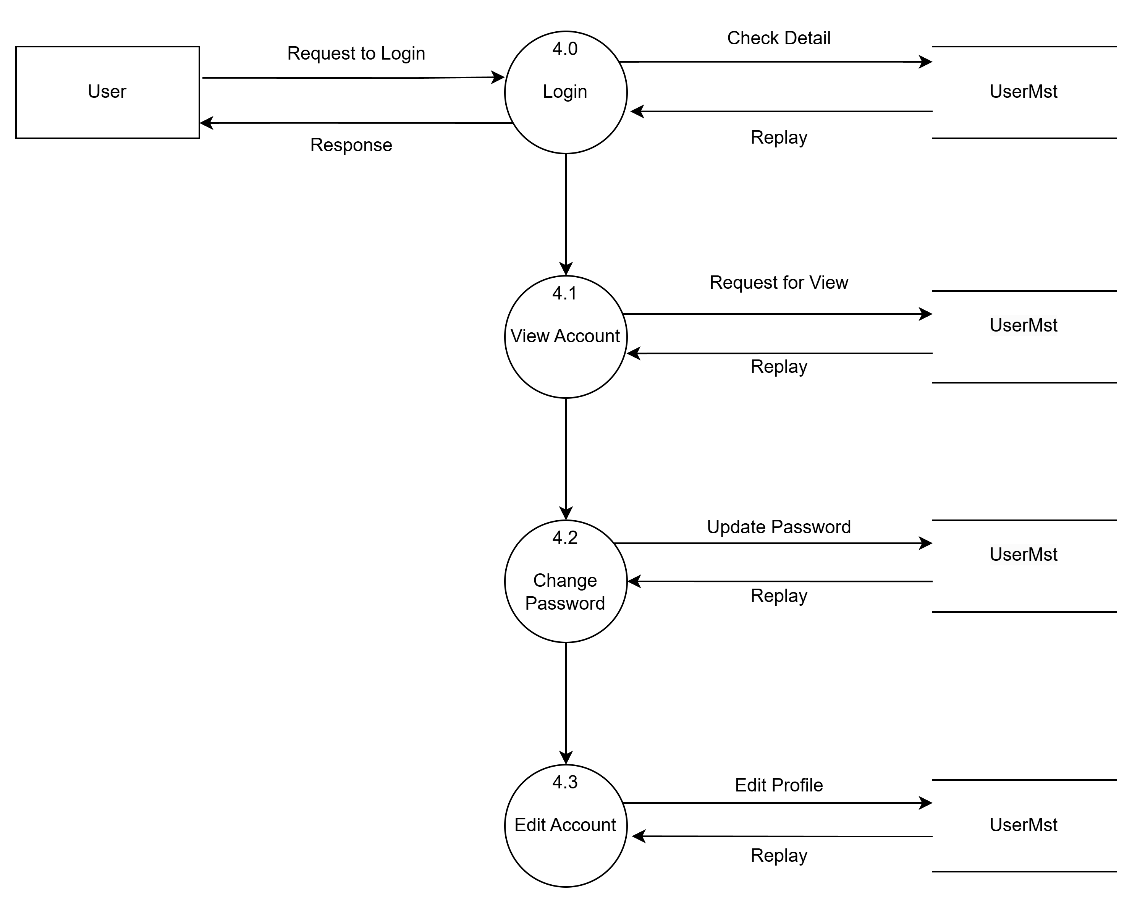 4.0
Check Detail
Request to Login
User
Login
UserMst
Response
Replay
4.1
Request for View
View Account
UserMst
Replay
4.2
Update Password
UserMst
Change
Password
Replay
4.3
Edit Profile
Edit Account
UserMst
Replay